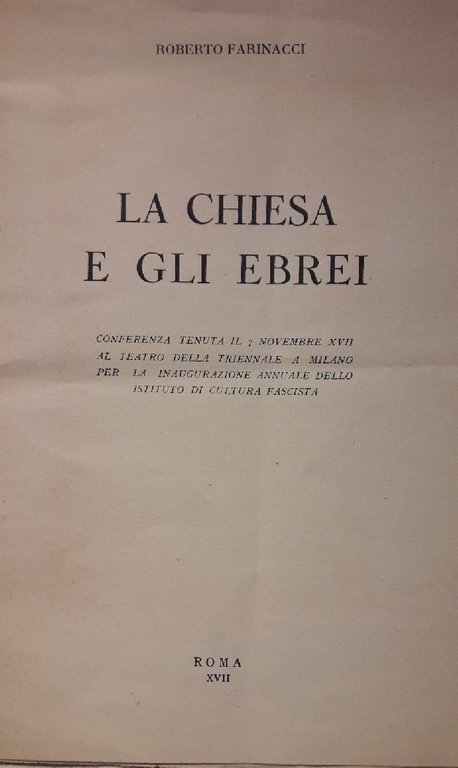 ROBERTO FARINACCI
LA CHIESA
E GLI EBREI
CONFERENZA TENUTA IL 7 NOVEMBRE XVII
AL TEATRO DELLA TRIENNALE A MILANO
PER LA INAUGURAZIONE ANNUALE DELLO
ISTITUTO DI CULTURA FASCISTA
ROMA
XVII